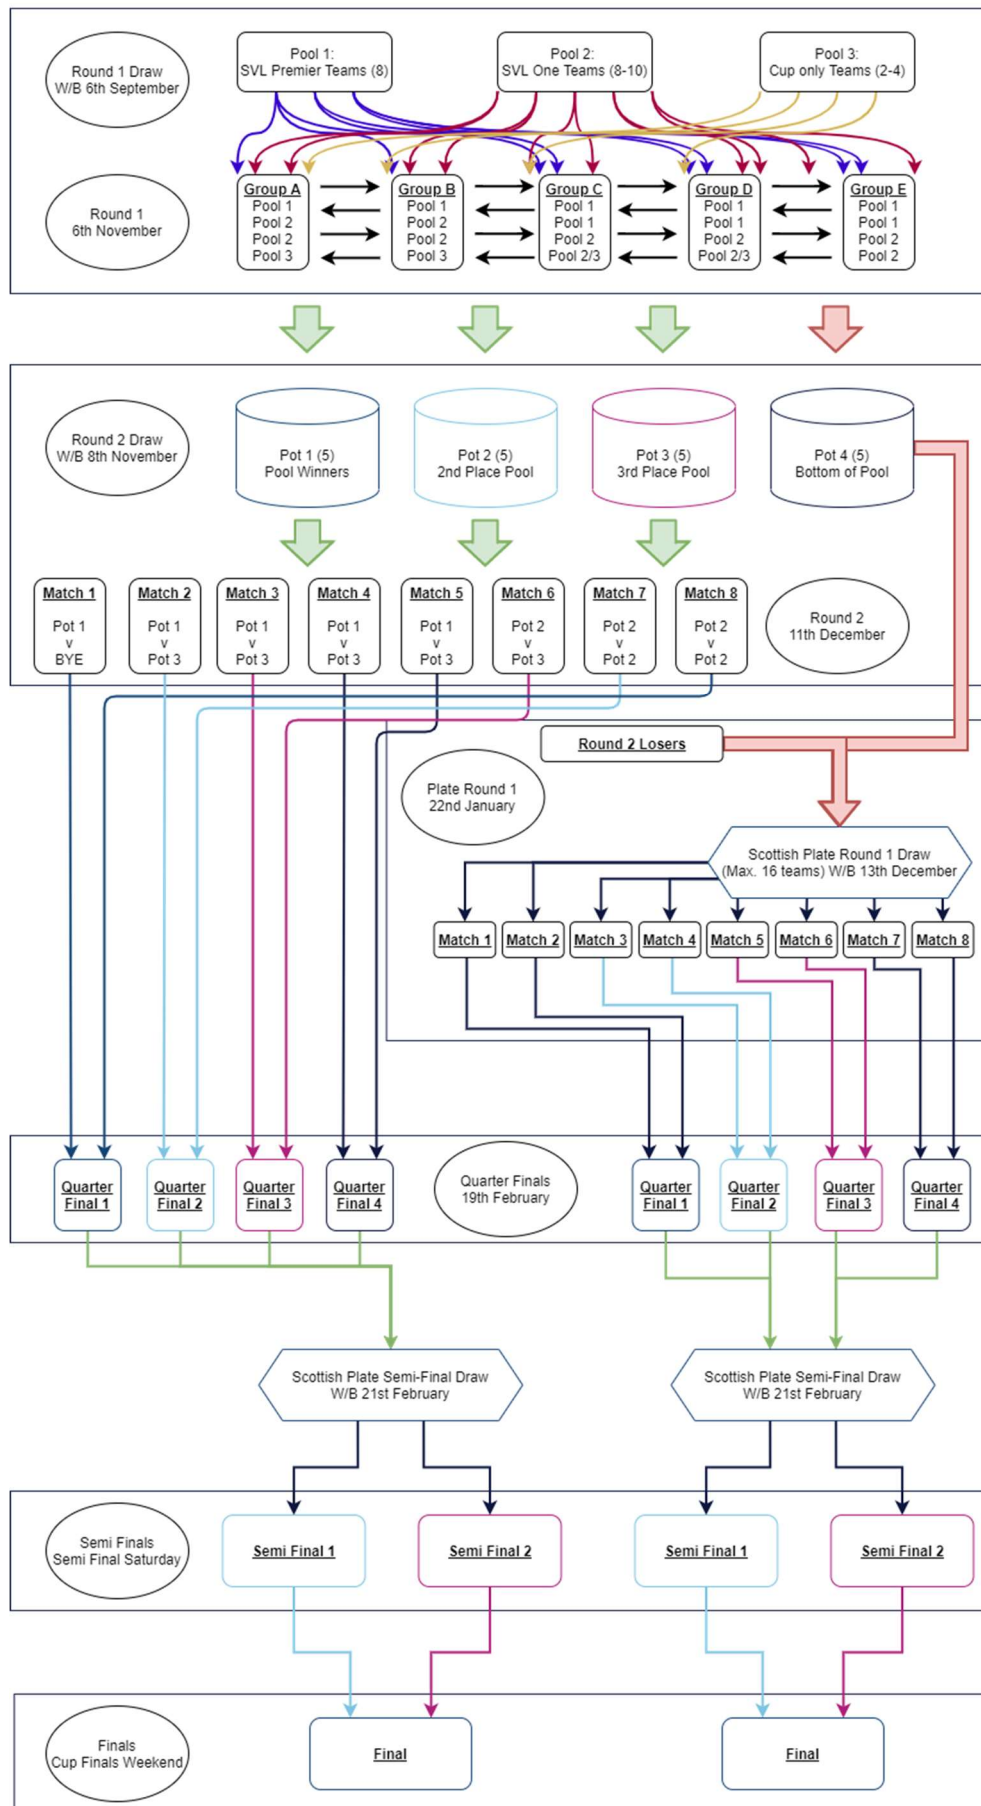 Round 1 Draw
W/B 6th September
Pool 1:
SVL Premier Teams (8)
Pool 2:
SVL One Teams (8-10)
Pool 3:
Cup only Teams (2-4)
Round 1
6th November
Group A
Pool 1
Pool 2
Pool 2
Pool 3
Group B
Pool 1
Pool 2
Pool 2
Pool 3
Group C
Pool 1
Pool 1
Pool 2
Pool 2/3
Group D
Pool 1
Pool 1
Pool 2
Pool 2/3
Group E
Pool 1
Pool 1
Pool 2
Pool 2
Round 2 Draw
W/B 8th November
Pot 1 (5)
Pool Winners
Pot 2 (5)
2nd Place Pool
Pot 3 (5)
3rd Place Pool
Pot 4 (5)
Bottom of Pool
Match 1
Pot 1
v
BYE
Match 2
Pot 1
v
Pot 3
Match 3
Pot 1
v
Pot 3
Match 4
Pot 1
v
Pot 3
Match 5
Pot 1
v
Pot 3
Match 6
Pot 2
v
Pot 3
Match 7
Pot 2
v
Pot 2
Match 8
Pot 2
v
Pot 2
Round 2
11th December
Round 2 Losers
Plate Round 1
22nd January
Scottish Plate Round 1 Draw
(Max. 16 teams) W/B 13th December
Match 1
Match 2
Match 3
Match 4
Match 5
Match 6
Match 7
Match 8
Quarter
Final 1
Quarter
Final 2
Quarter
Final 3
Quarter
Final 4
Quarter Finals
19th February
Quarter
Final 1
Quarter
Final 2
Quarter
Final 3
Quarter
Final 4
Scottish Plate Semi-Final Draw
W/B 21st February
Scottish Plate Semi-Final Draw
W/B 21st February
Semi Finals
Semi Final Saturday
Semi Final 1
Semi Final 2
Semi Final 1
Semi Final 2
Finals
Cup Finals Weekend
Final
Final